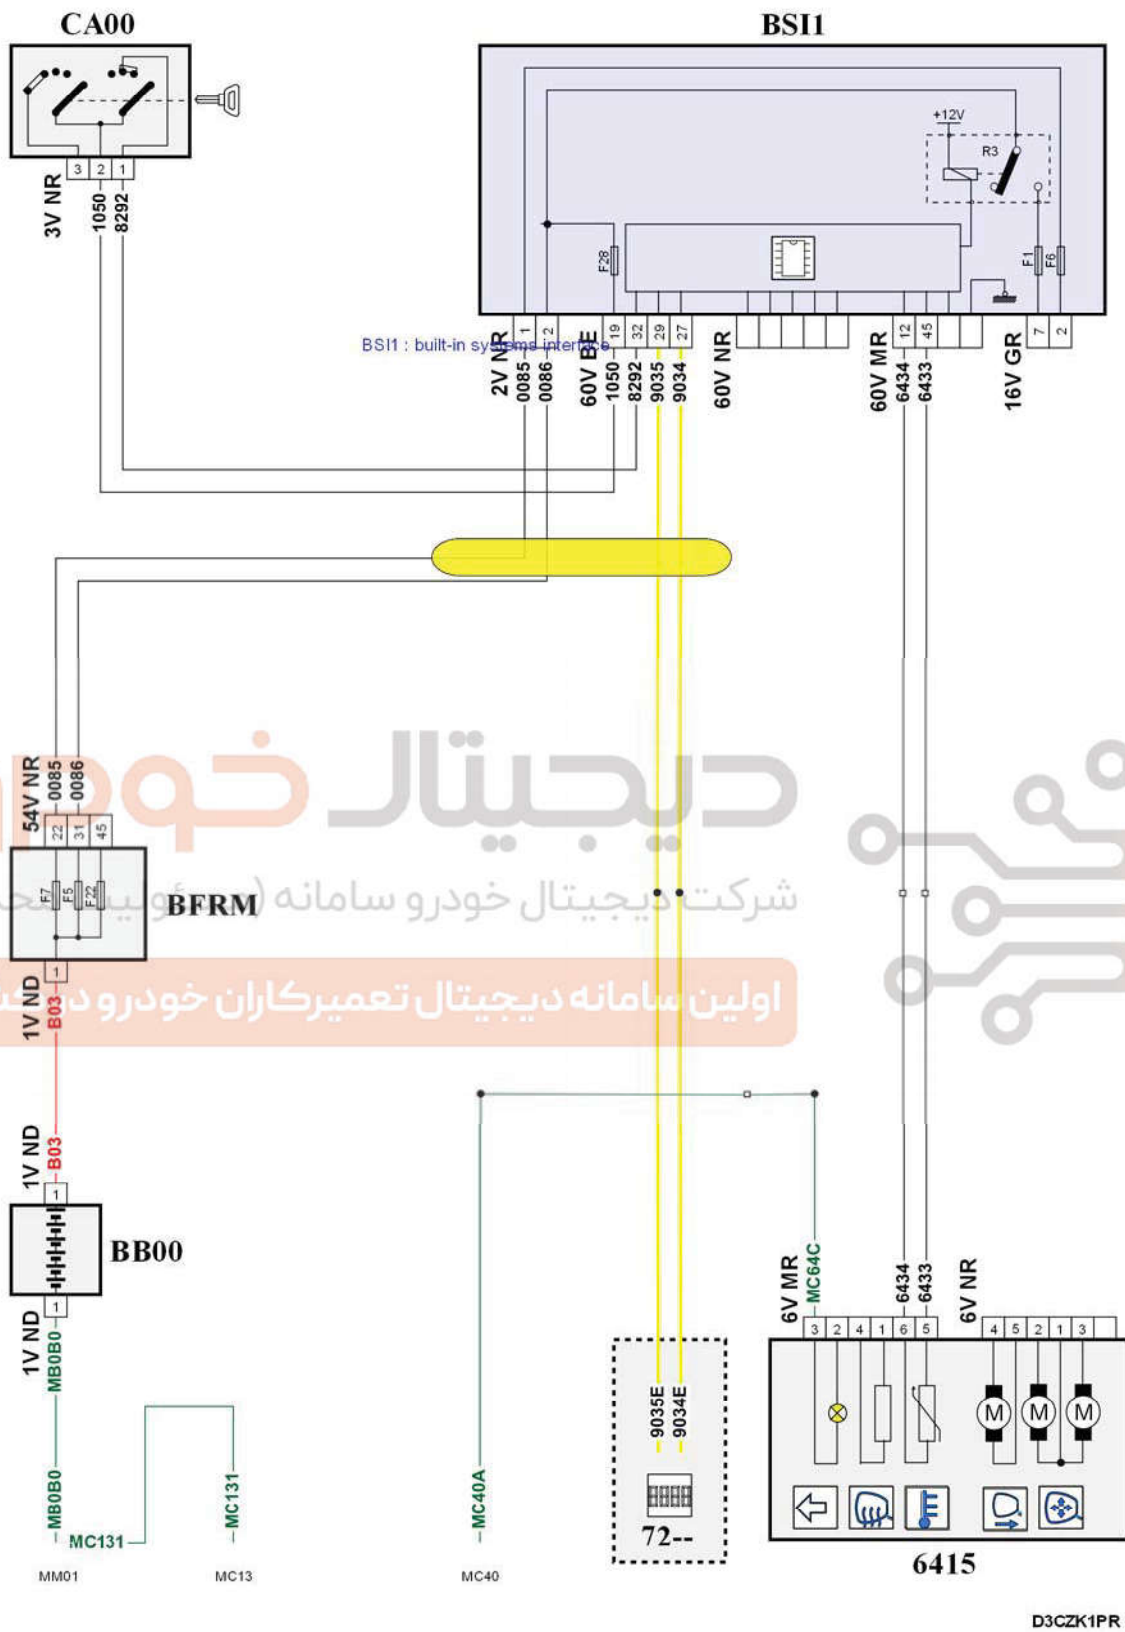 CA00
BSI1
+12V
R3
F28
F1
F6
3 2 1
3V NR
1050
8292
1 2
19 32 29 27
12 45
7 2
BSI1 : built-in systems interface
2V NR
0085
0086
60V BE
1050
8292
9035
9034
60V NR
60V MR
6434
6433
16V GR
54V NR
0085
0086
22 31 45
F7
F5
F22
BFRM
دیجیتال خودرو
شرکت دیجیتال خودرو سامانه
اولین سامانه دیجیتال تعمیرکاران خودرو در
1
1V ND
B03
1V ND
B03
1
BB00
1
1V ND
MB0B0
MB0B0
MC131
MC131
MM01
MC13
MC40A
MC40
9035E
9034E
72--
6V MR
MC64C
6434
6433
6V NR
3 2 4 1 6 5
4 5 2 1 3
M M M
6415
D3CZK1PR